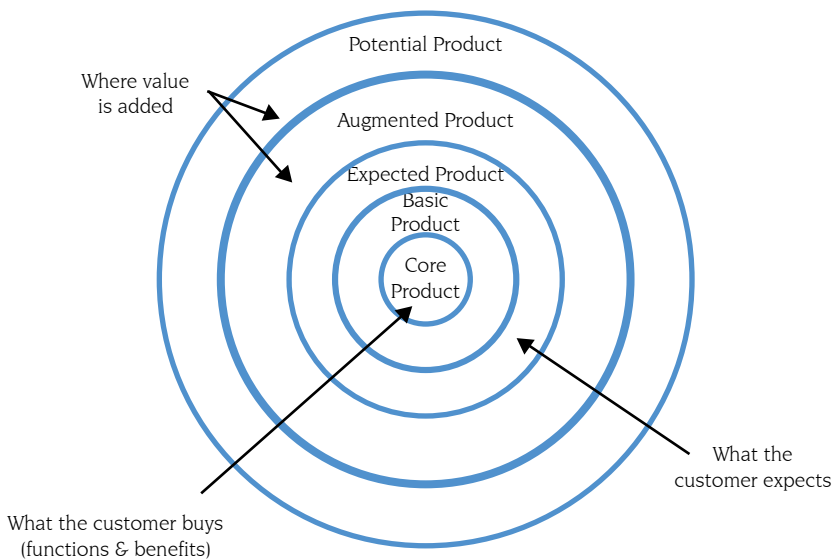 Potential Product
Where value
is added
Augmented Product
Expected Product
Basic
Product
Core
Product
What the
customer expects
What the customer buys
(functions & benefits)